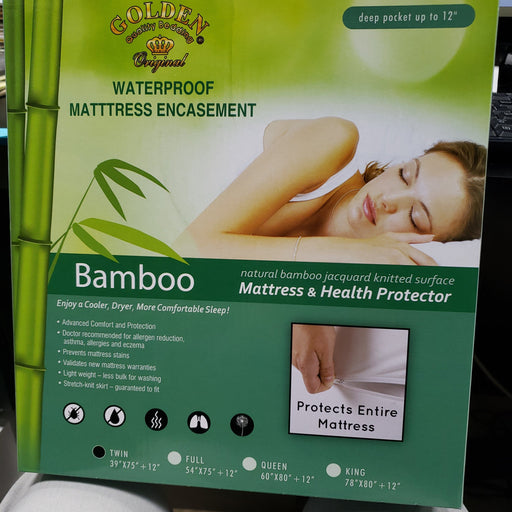 GOLDEN
Quality Bedding
Original
deep pocket up to 12"
WATERPROOF
MATTTRESS ENCASEMENT
Bamboo
natural bamboo jacquard knitted surface
Mattress & Health Protector
Enjoy a Cooler, Dryer, More Comfortable Sleep!
• Advanced Comfort and Protection
• Doctor recommended for allergen reduction,
asthma, allergies and eczema
• Prevents mattress stains
• Validates new mattress warranties
• Light weight – less bulk for washing
• Stretch-knit skirt – guaranteed to fit
Protects Entire
Mattress
TWIN
39"X75" + 12"
FULL
54"X75" + 12"
QUEEN
60"X80" + 12"
KING
78"X80" + 12"